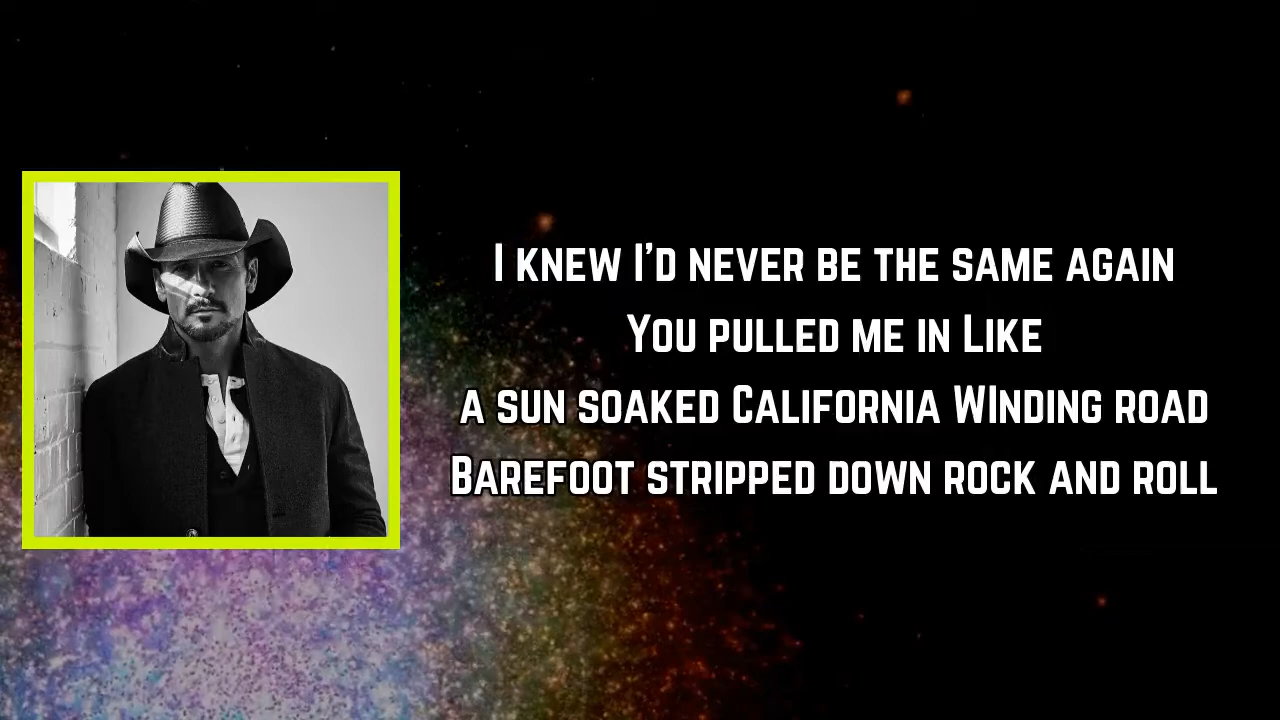 I knew I'd never be the same again
You pulled me in Like
a sun soaked California WInding road
Barefoot stripped down rock and roll